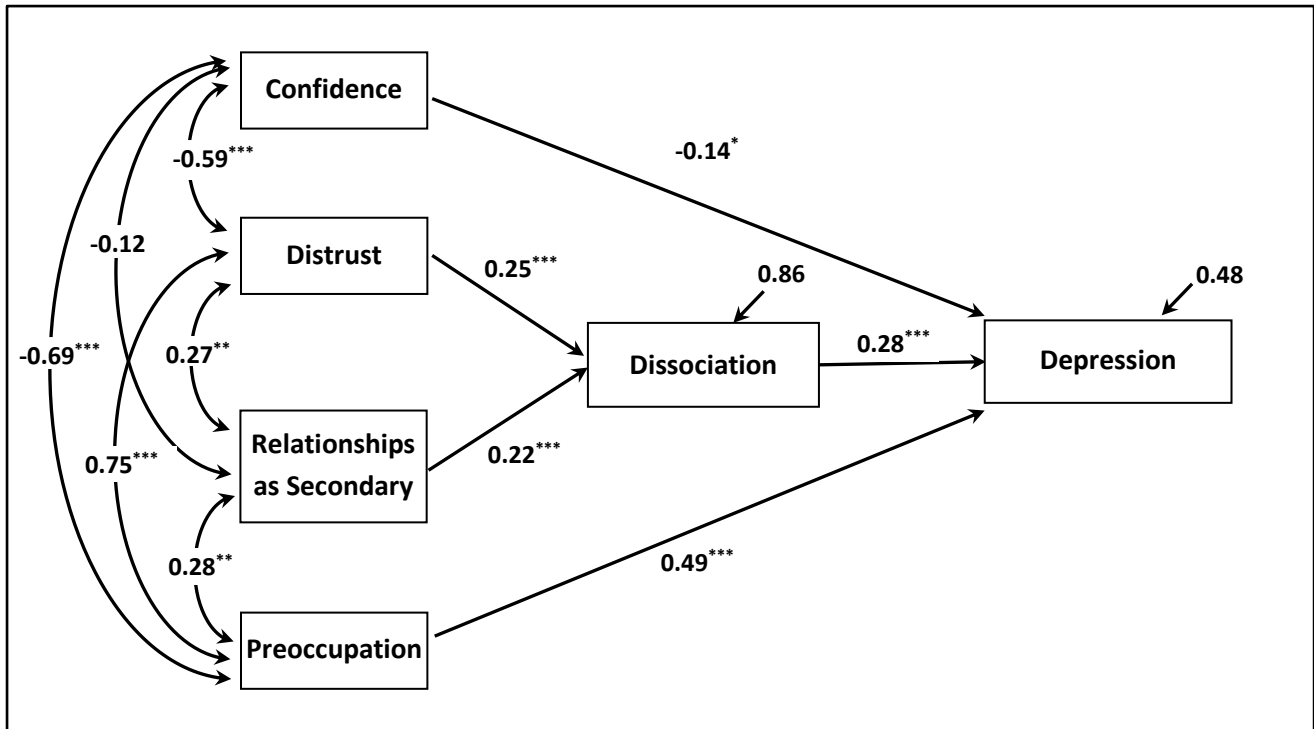 Confidence
-0.14*
-0.59***
Distrust
-0.12
0.25***
0.86
0.48
-0.69***
0.27**
Dissociation
0.28***
Depression
Relationships
as Secondary
0.75***
0.22***
0.28**
0.49***
Preoccupation